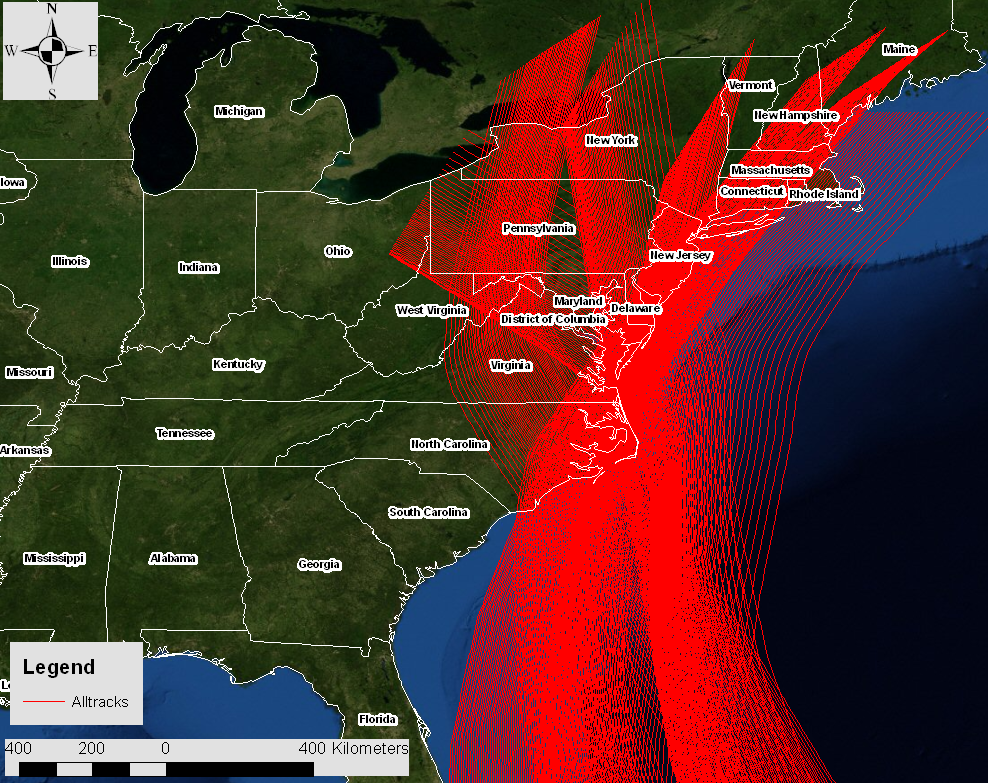 N
W E
S
Maine
Vermont
Michigan
New Hampshire
New York
Massachusetts
Iowa
Connecticut
Rhode Island
Pennsylvania
Ohio
New Jersey
Illinois
Indiana
Maryland
West Virginia
Delaware
District of Columbia
Kentucky
Virginia
Missouri
Tennessee
North Carolina
Arkansas
South Carolina
Mississippi
Alabama
Georgia
Legend
Lo
Alltracks
Florida
400 200 0 400 Kilometers